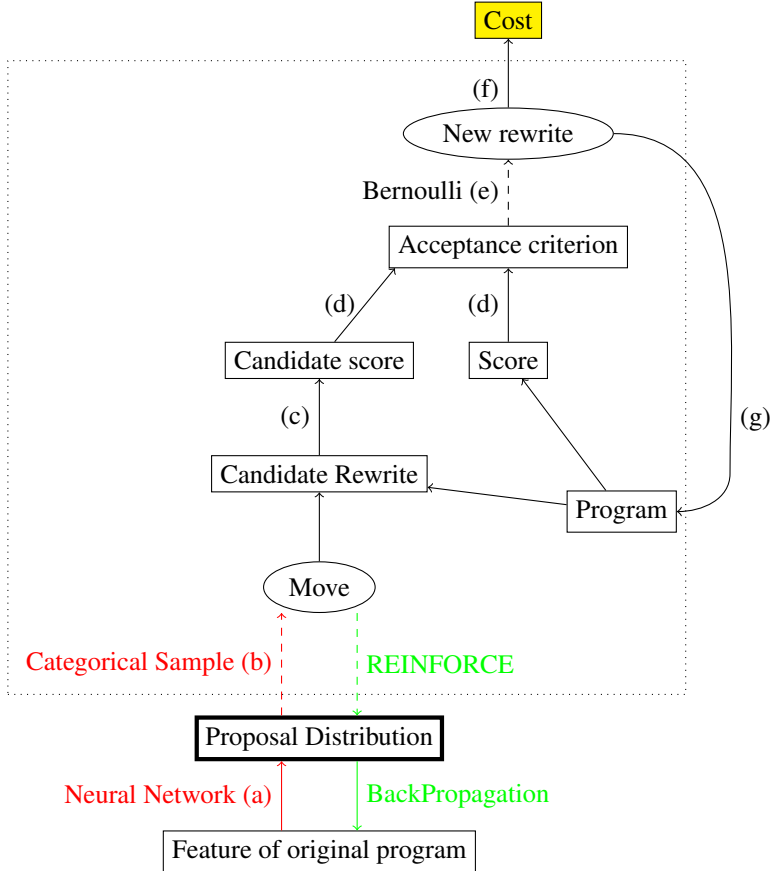 Cost
(f)
New rewrite
Bernoulli (e)
Acceptance criterion
(d)
(d)
Candidate score
Score
(c)
(g)
Candidate Rewrite
Program
Move
Categorical Sample (b)
REINFORCE
Proposal Distribution
Neural Network (a)
BackPropagation
Feature of original program